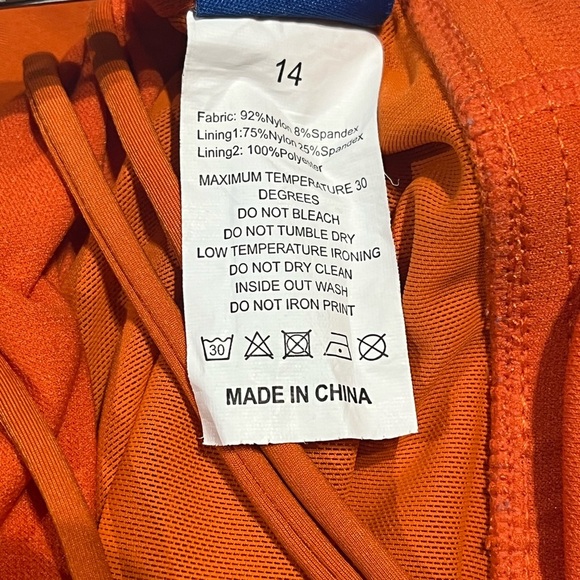 14
Fabric: 92%Nylon 8%Spandex
Lining1:75%Nylon 25%Spandex
Lining2: 100%Polyester
MAXIMUM TEMPERATURE 30
DEGREES
DO NOT BLEACH
DO NOT TUMBLE DRY
LOW TEMPERATURE IRONING
DO NOT DRY CLEAN
INSIDE OUT WASH
DO NOT IRON PRINT
30
MADE IN CHINA